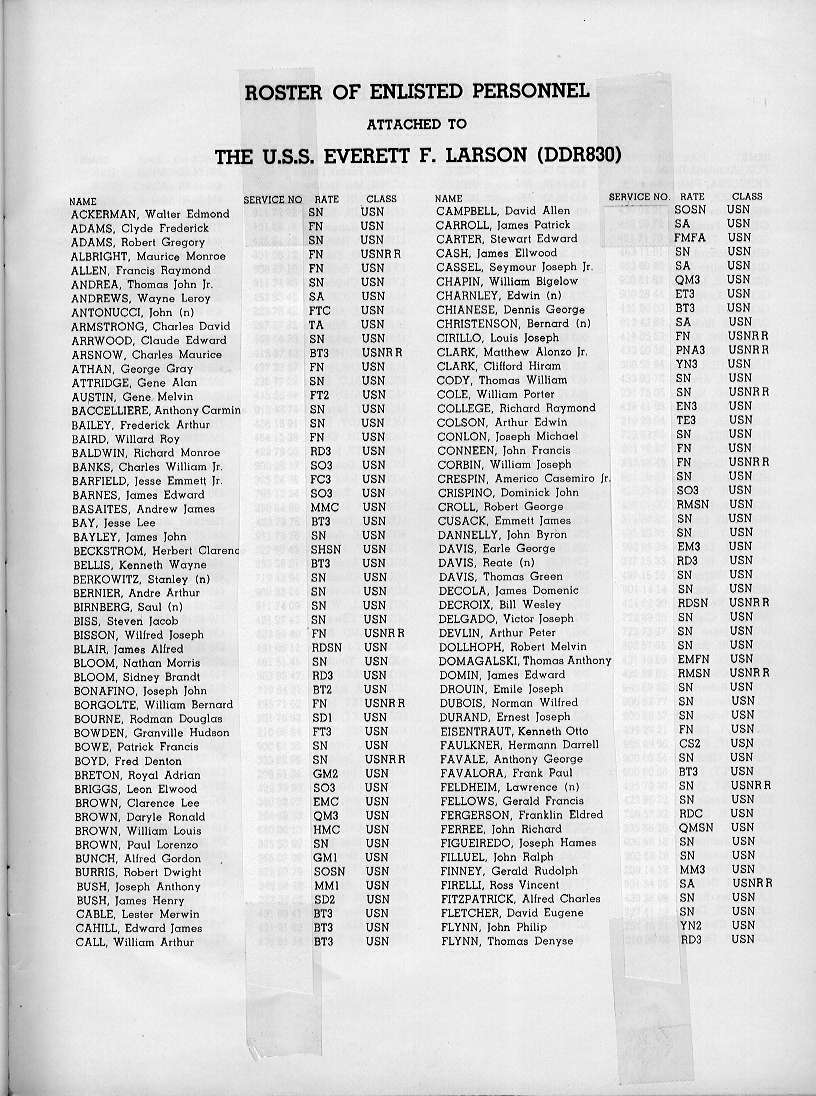 ROSTER OF ENLISTED PERSONNEL
ATTACHED TO
THE U.S.S. EVERETT F. LARSON (DDR830)
NAME SERVICE NO RATE CLASS
ACKERMAN, Walter Edmond SN USN
ADAMS, Clyde Frederick FN USN
ADAMS, Robert Gregory SN USN
ALBRIGHT, Maurice Monroe FN USNR R
ALLEN, Francis Raymond FN USN
ANDREA, Thomas John Jr. SN USN
ANDREWS, Wayne Leroy SA USN
ANTONUCCI, John (n) FTC USN
ARMSTRONG, Charles David TA USN
ARRWOOD, Claude Edward SN USN
ARSNOW, Charles Maurice BT3 USNR R
ATHAN, George Gray FN USN
ATTRIDGE, Gene Alan SN USN
AUSTIN, Gene Melvin FT2 USN
BACCELLIERE, Anthony Carmin SN USN
BAILEY, Frederick Arthur SN USN
BAIRD, Willard Roy FN USN
BALDWIN, Richard Monroe RD3 USN
BANKS, Charles William Jr. SO3 USN
BARFIELD, Jesse Emmett Jr. FC3 USN
BARNES, James Edward SO3 USN
BASAITES, Andrew James MMC USN
BAY, Jesse Lee BT3 USN
BAYLEY, James John SN USN
BECKSTROM, Herbert Clarenc SHSN USN
BELLIS, Kenneth Wayne BT3 USN
BERKOWITZ, Stanley (n) SN USN
BERNIER, Andre Arthur SN USN
BIRNBERG, Saul (n) SN USN
BISS, Steven Jacob SN USN
BISSON, Wilfred Joseph FN USNR R
BLAIR, James Alfred RDSN USN
BLOOM, Nathan Morris SN USN
BLOOM, Sidney Brandt RD3 USN
BONAFINO, Joseph John BT2 USN
BORGOLTE, William Bernard FN USNR R
BOURNE, Rodman Douglas SD1 USN
BOWDEN, Granville Hudson FT3 USN
BOWE, Patrick Francis SN USN
BOYD, Fred Denton SN USNR R
BRETON, Royal Adrian GM2 USN
BRIGGS, Leon Elwood SO3 USN
BROWN, Clarence Lee EMC USN
BROWN, Daryle Ronald QM3 USN
BROWN, William Louis HMC USN
BROWN, Paul Lorenzo SN USN
BUNCH, Alfred Gordon GM1 USN
BURRIS, Robert Dwight SOSN USN
BUSH, Joseph Anthony MM1 USN
BUSH, James Henry SD2 USN
CABLE, Lester Merwin BT3 USN
CAHILL, Edward James BT3 USN
CALL, William Arthur BT3 USN
NAME SERVICE NO. RATE CLASS
CAMPBELL, David Allen SOSN USN
CARROLL, James Patrick SA USN
CARTER, Stewart Edward FMFA USN
CASH, James Ellwood SN USN
CASSEL, Seymour Joseph Jr. SA USN
CHAPIN, William Bigelow QM3 USN
CHARNLEY, Edwin (n) ET3 USN
CHIANESE, Dennis George BT3 USN
CHRISTENSON, Bernard (n) SA USN
CIRILLO, Louis Joseph FN USNR R
CLARK, Matthew Alonzo Jr. PNA3 USNR R
CLARK, Clifford Hiram YN3 USN
CODY, Thomas William SN USN
COLE, William Porter SN USNR R
COLLEGE, Richard Raymond EN3 USN
COLSON, Arthur Edwin TE3 USN
CONLON, Joseph Michael SN USN
CONNEEN, John Francis FN USN
CORBIN, William Joseph FN USNR R
CRESPIN, Americo Casemiro Jr. SN USN
CRISPINO, Dominick John SO3 USN
CROLL, Robert George RMSN USN
CUSACK, Emmett James SN USN
DANNELLY, John Byron SN USN
DAVIS, Earle George EM3 USN
DAVIS, Reate (n) RD3 USN
DAVIS, Thomas Green SN USN
DECOLA, James Domenic SN USN
DECROIX, Bill Wesley RDSN USNR R
DELGADO, Victor Joseph SN USN
DEVLIN, Arthur Peter SN USN
DOLLHOPH, Robert Melvin SN USN
DOMAGALSKI, Thomas Anthony EMFN USN
DOMIN, James Edward RMSN USNR R
DROUIN, Emile Joseph SN USN
DUBOIS, Norman Wilfred SN USN
DURAND, Ernest Joseph SN USN
EISENTRAUT, Kenneth Otto FN USN
FAULKNER, Hermann Darrell CS2 USN
FAVALE, Anthony George SN USN
FAVALORA, Frank Paul BT3 USN
FELDHEIM, Lawrence (n) SN USNR R
FELLOWS, Gerald Francis SN USN
FERGERSON, Franklin Eldred RDC USN
FERREE, John Richard QMSN USN
FIGUEIREDO, Joseph Hames SN USN
FILLUEL, John Ralph SN USN
FINNEY, Gerald Rudolph MM3 USN
FIRELLI, Ross Vincent SA USNR R
FITZPATRICK, Alfred Charles SN USN
FLETCHER, David Eugene SN USN
FLYNN, John Philip YN2 USN
FLYNN, Thomas Denyse RD3 USN